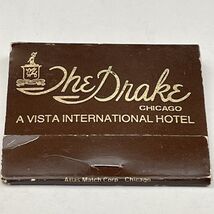 The Drake
CHICAGO
A VISTA INTERNATIONAL HOTEL
Atlas Match Corp. Chicago